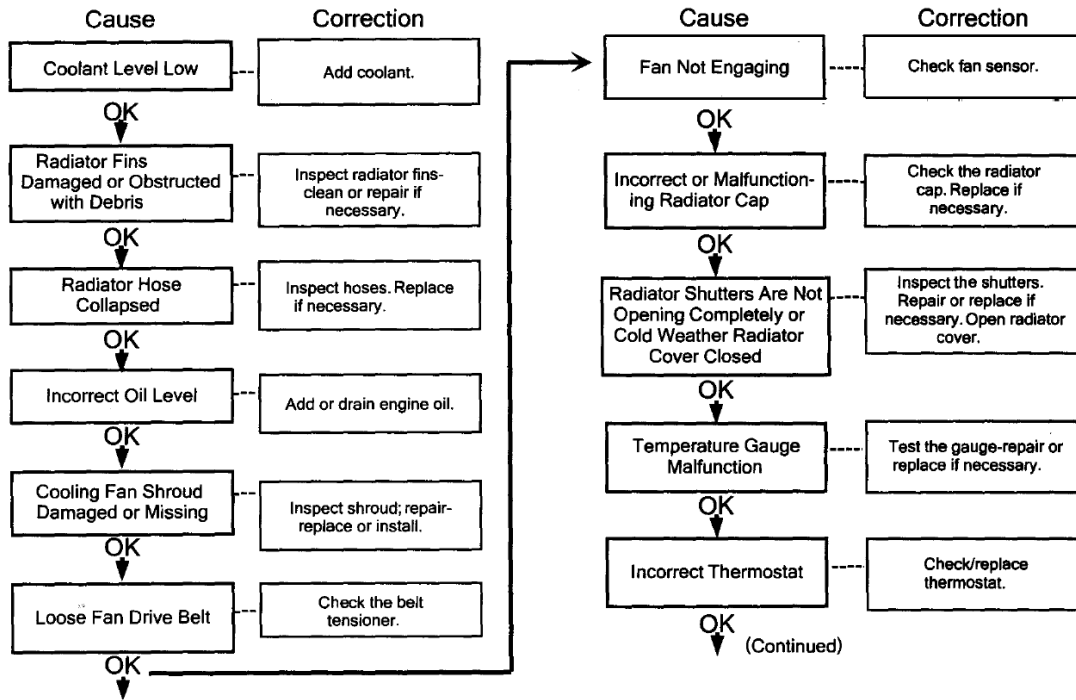 Cause
Correction
Coolant Level Low
Add coolant.
OK
Radiator Fins
Damaged or Obstructed
with Debris
Inspect radiator fins-
clean or repair if
necessary.
OK
Radiator Hose
Collapsed
Inspect hoses. Replace
if necessary.
OK
Incorrect Oil Level
Add or drain engine oil.
OK
Cooling Fan Shroud
Damaged or Missing
Inspect shroud; repair-
replace or install.
OK
Loose Fan Drive Belt
Check the belt
tensioner.
OK
Cause
Correction
Fan Not Engaging
Check fan sensor.
OK
Incorrect or Malfunction-
ing Radiator Cap
Check the radiator
cap. Replace if
necessary.
OK
Radiator Shutters Are Not
Opening Completely or
Cold Weather Radiator
Cover Closed
Inspect the shutters.
Repair or replace if
necessary. Open radiator
cover.
OK
Temperature Gauge
Malfunction
Test the gauge-repair or
replace if necessary.
OK
Incorrect Thermostat
Check/replace
thermostat.
OK
(Continued)